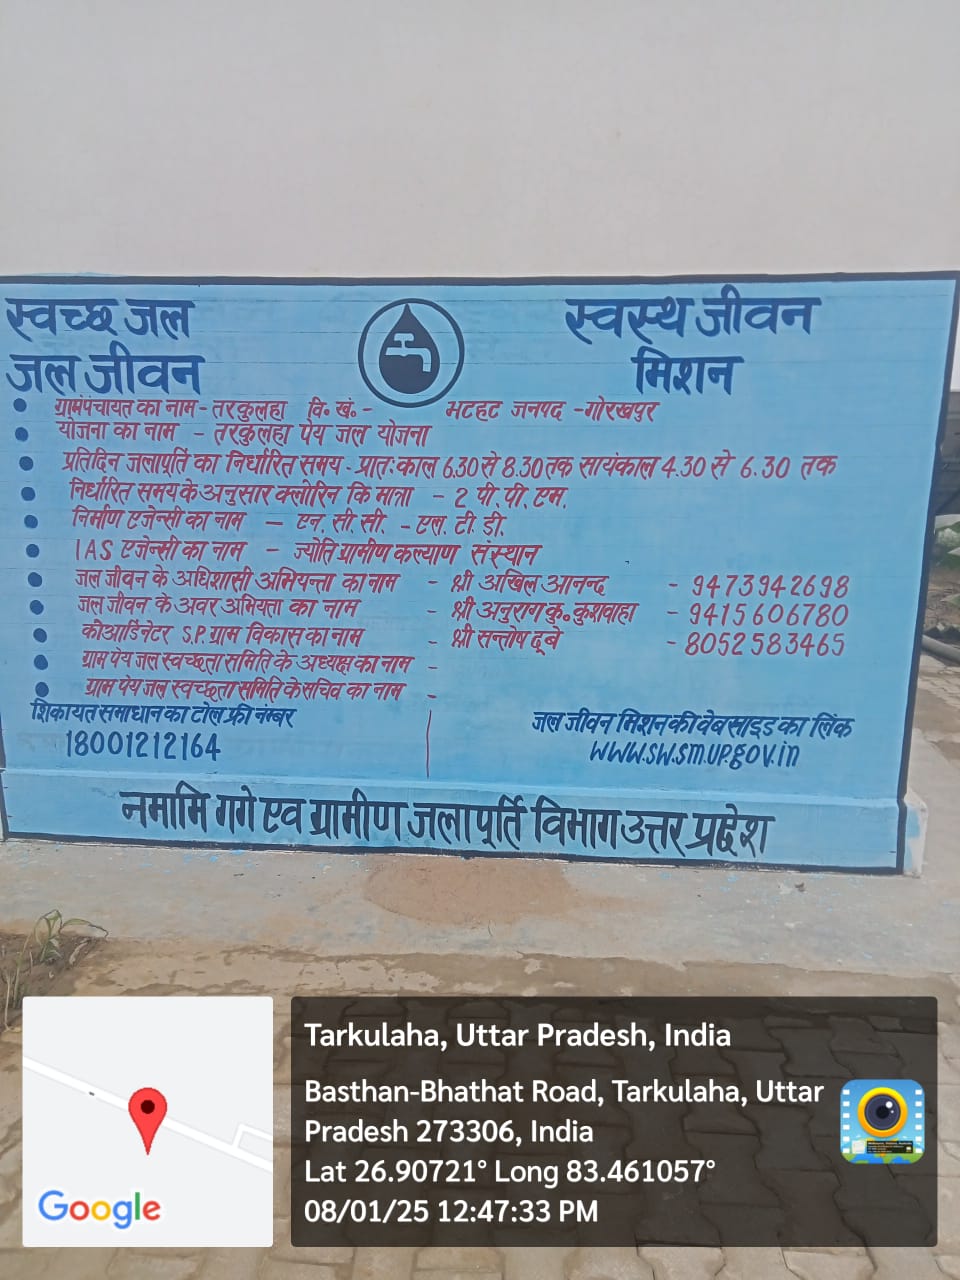 स्वच्छ जल स्वस्थ जीवन
जल जीवन मिशन
ग्रामंपंचायत का नाम - तरकुलहा वि. खं. - भटहट जनपद - गोरखपुर
योजना का नाम - तरकुलहा पेय जल योजना
प्रतिदिन जलापूर्ति का निर्धारित समय - प्रात:काल 6.30 से 8.30 तक सायंकाल 4.30 से 6.30 तक
निर्धारित समय के अनुसार क्लोरिन कि मात्रा - 2 पी. पी. एम.
निर्माण एजेन्सी का नाम - एन. सी. सी. - एल. टी. डी.
IAS एजेन्सी का नाम - ज्योति ग्रामीण कल्याण संस्थान
जल जीवन के अधिशासी अभियन्ता का नाम - श्री अखिल आनन्द - 9473942698
जल जीवन के अवर अभियत्ता का नाम - श्री अनुराग कु. कुशवाहा - 9415606780
कीआर्डिनेटर S.P. ग्राम विकास का नाम - श्री सन्तोष दूबे - 8052583465
ग्राम पेय जल स्वच्छता समिति के अध्यक्ष का नाम -
ग्राम पेय जल स्वच्छता समिति के सचिव का नाम -
शिकायत समाधान का टोल फ्री नंम्बर
18001212164
जल जीवन मिशन की वेबसाइड का लिंक
www.swsm.up.gov.in
नमामि गगे एव ग्रामीण जलापूर्ति विभाग उत्तर प्रदेश
Tarkulaha, Uttar Pradesh, India
Basthan-Bhathat Road, Tarkulaha, Uttar
Pradesh 273306, India
Lat 26.90721° Long 83.461057°
08/01/25 12:47:33 PM
Google